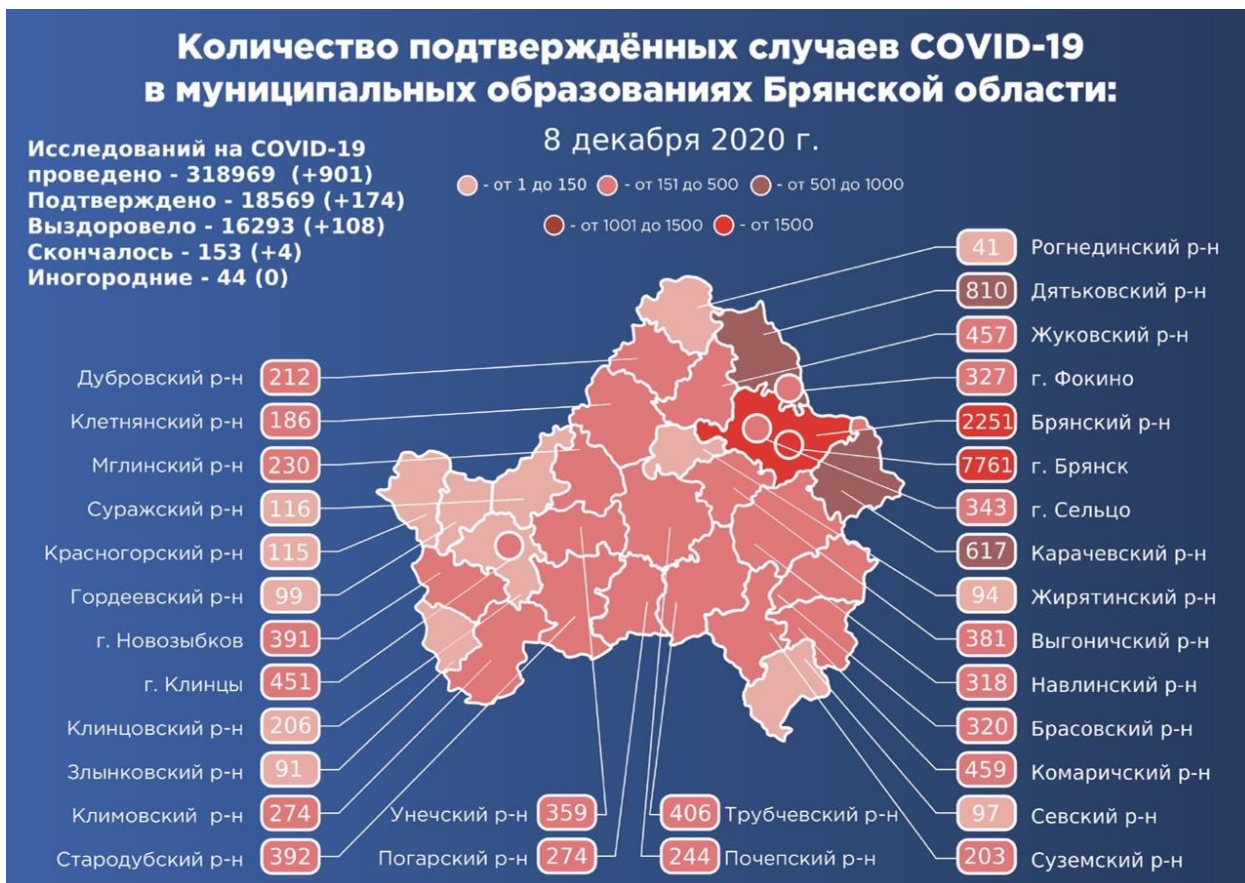 Количество подтверждённых случаев COVID-19
в муниципальных образованиях Брянской области:
8 декабря 2020 г.
Исследований на COVID-19
проведено - 318969 (+901)
Подтверждено - 18569 (+174)
Выздоровело - 16293 (+108)
Скончалось - 153 (+4)
Иногородние - 44 (0)
- от 1 до 150 - от 151 до 500 - от 501 до 1000
- от 1001 до 1500 - от 1500
Дубровский р-н 212
Клетнянский р-н 186
Мглинский р-н 230
Суражский р-н 116
Красногорский р-н 115
Гордеевский р-н 99
г. Новозыбков 391
г. Клинцы 451
Клинцовский р-н 206
Злынковский р-н 91
Климовский р-н 274
Стародубский р-н 392
Унечский р-н 359
Погарский р-н 274
406 Трубчевский р-н
244 Почепский р-н
41 Рогнединский р-н
810 Дятьковский р-н
457 Жуковский р-н
327 г. Фокино
2251 Брянский р-н
7761 г. Брянск
343 г. Сельцо
617 Карачевский р-н
94 Жирятинский р-н
381 Выгоничский р-н
318 Навлинский р-н
320 Брасовский р-н
459 Комаричский р-н
97 Севский р-н
203 Суземский р-н